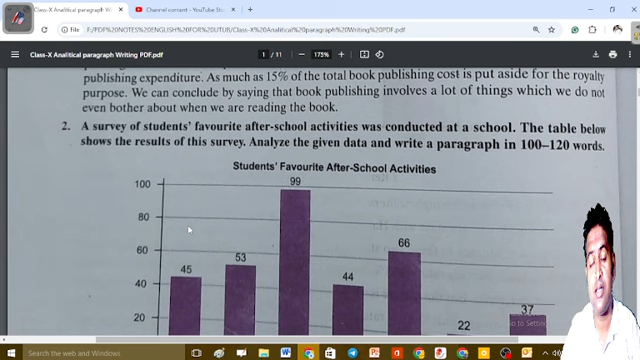 Class-X Analitical paragraph Wri
Channel content - YouTube Stud
File
F:/PDF%20NOTES%20ENGLISH%20FOR%20UTUB/Class-X%20Analitical%20paragraph%20Writing%20PDF.pdf
Class-X Analitical paragraph Writing PDF.pdf
1 / 11
175%
publishing expenditure. As much as 15% of the total book publishing cost is put aside for the royalty
purpose. We can conclude by saying that book publishing involves a lot of things which we do not
even bother about when we are reading the book.
2. A survey of students' favourite after-school activities was conducted at a school. The table below
shows the results of this survey. Analyze the given data and write a paragraph in 100–120 words.
Students' Favourite After-School Activities
100
80
60
40
20
45
53
99
44
66
22
37
to Setting
Search Windows